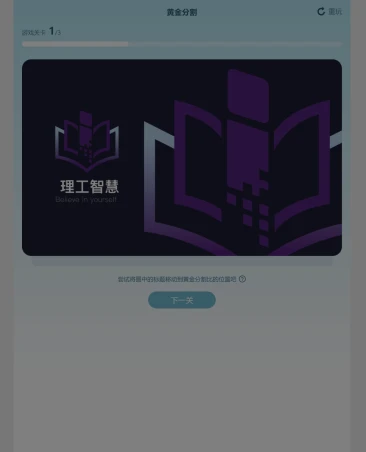 黄金分割
重玩
游戏关卡 1/3
理工智慧
Believe in yourself
尝试将图中的标题移动到黄金分割比的位置吧
下一关